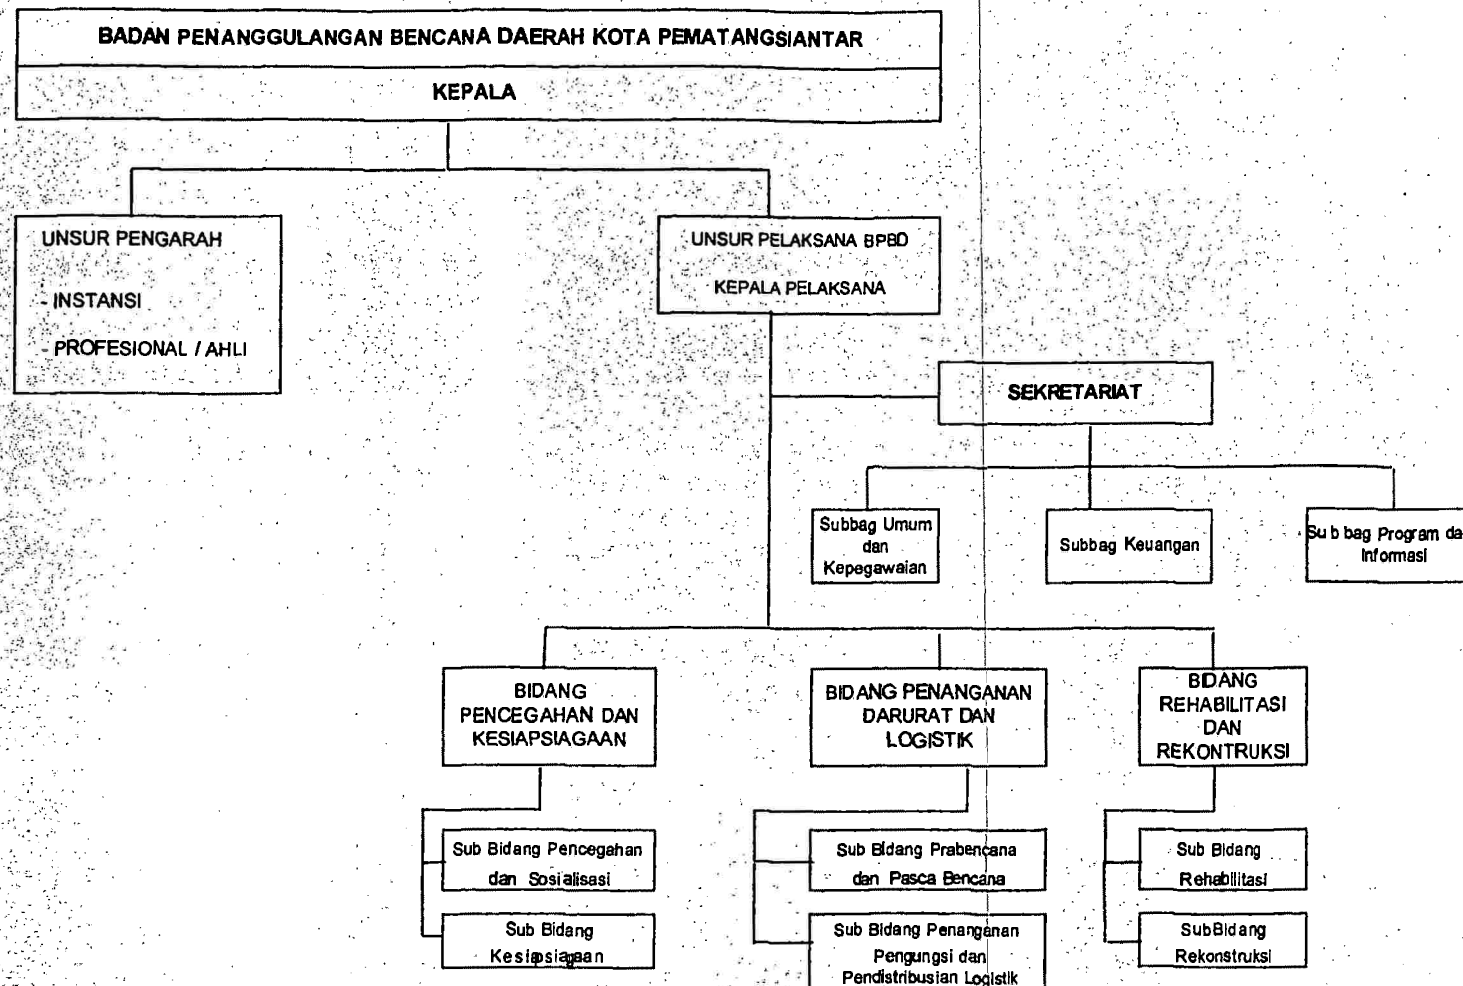 BADAN PENANGGULANGAN BENCANA DAERAH KOTA PEMATANGSIANTAR
KEPALA
UNSUR PENGARAH
- INSTANSI
- PROFESIONAL / AHLI
UNSUR PELAKSANA BPBD
KEPALA PELAKSANA
SEKRETARIAT
Subbag Umum
dan
Kepegawaian
Subbag Keuangan
Sub bag Program da
Informasi
BIDANG
PENCEGAHAN DAN
KESIAPSIAGAAN
BIDANG PENANGANAN
DARURAT DAN
LOGISTIK
BIDANG
REHABILITASI
DAN
REKONTRUKSI
Sub Bidang Pencegahan
dan Sosialisasi
Sub Bidang
Kesiapsiagaan
Sub Bidang Prabencana
dan Pasca Bencana
Sub Bidang Penanganan
Pengungsi dan
Pendistribusian Logistik
Sub Bidang
Rehabilitasi
SubBidang
Rekonstruksi